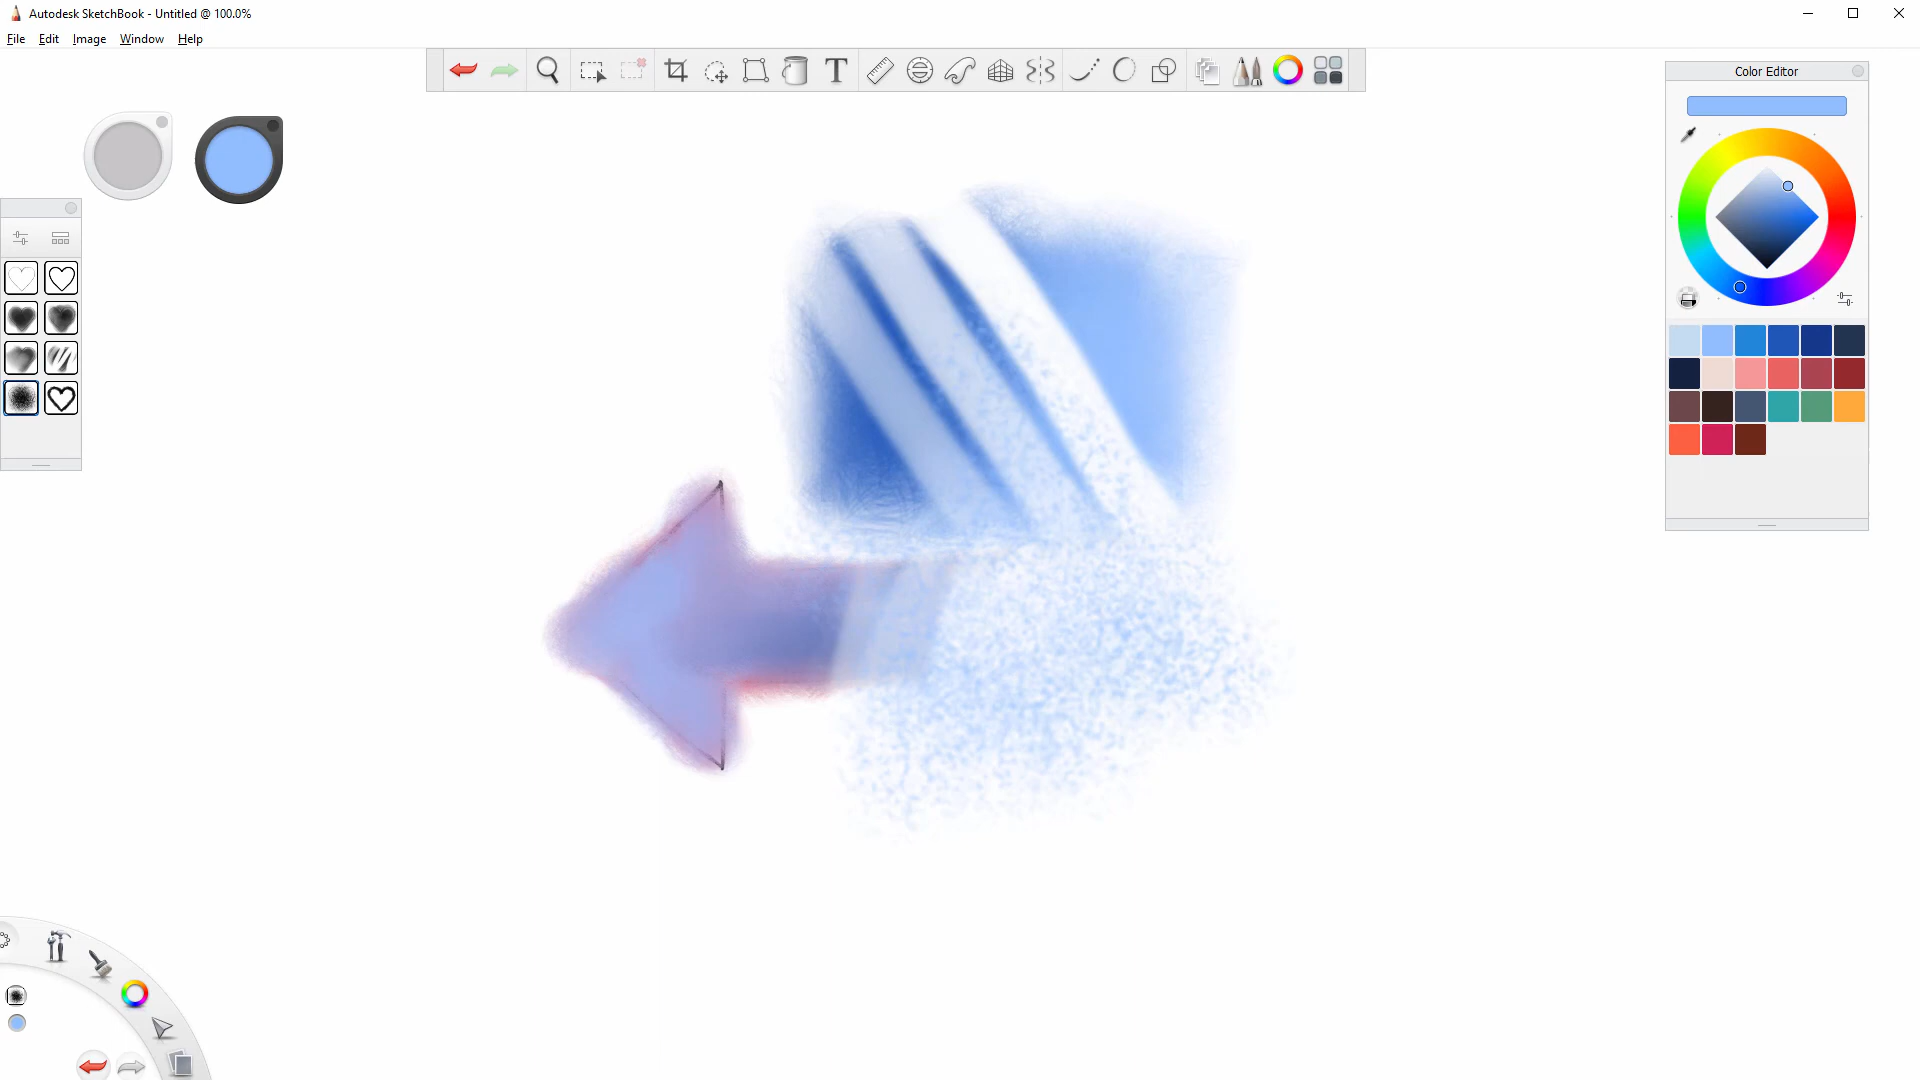 Autodesk SketchBook - Untitled @ 100.0%
File Edit Image Window Help
T
Color Editor